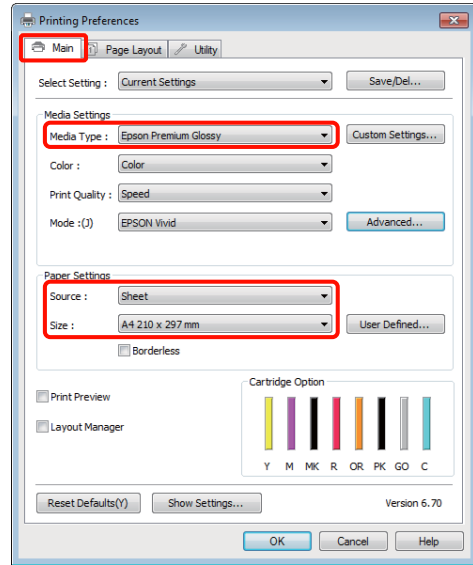 Printing Preferences
Main Page Layout Utility
Select Setting : Current Settings Save/Del...
Media Settings
Media Type : Epson Premium Glossy Custom Settings...
Color : Color
Print Quality : Speed
Mode :(J) EPSON Vivid Advanced...
Paper Settings
Source : Sheet
Size : A4 210 x 297 mm User Defined...
Borderless
Print Preview
Layout Manager
Cartridge Option
Y M MK R OR PK GO C
Reset Defaults(Y) Show Settings... Version 6.70
OK Cancel Help